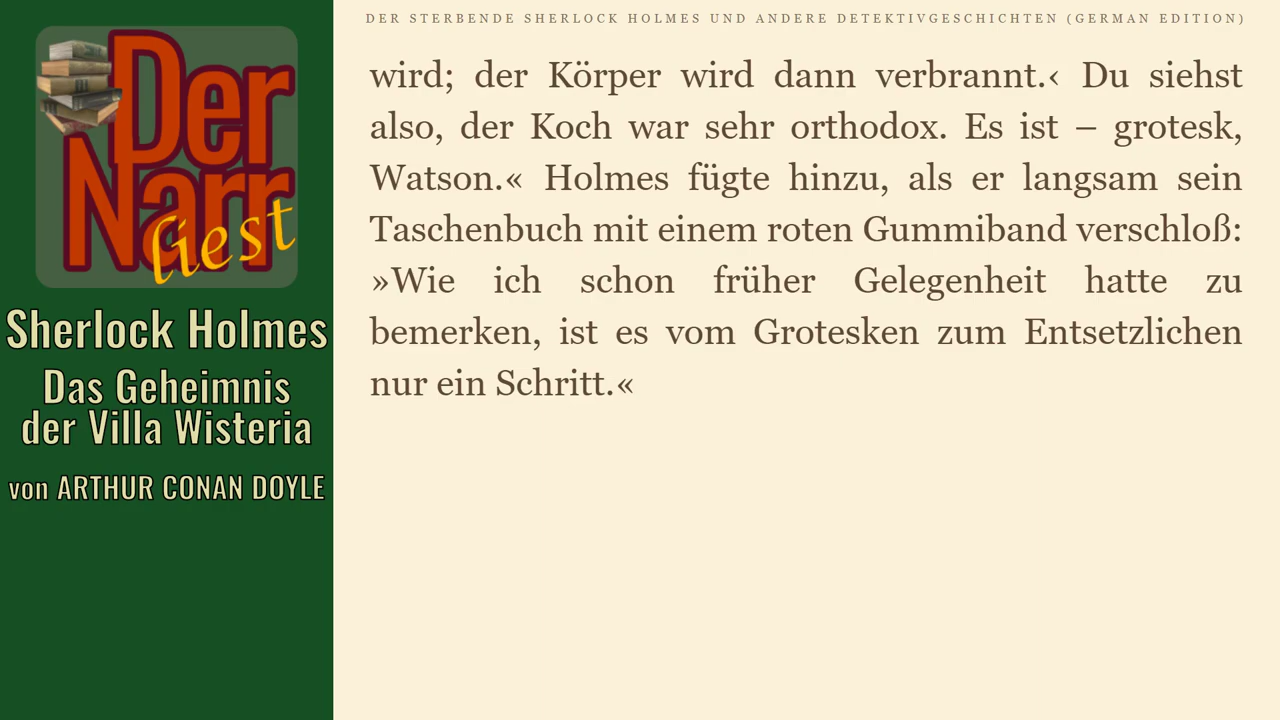 Der
Narr
liest
Sherlock Holmes
Das Geheimnis
der Villa Wisteria
von ARTHUR CONAN DOYLE
DER STERBENDE SHERLOCK HOLMES UND ANDERE DETEKTIVGESCHICHTEN (GERMAN EDITION)
wird; der Körper wird dann verbrannt.‹ Du siehst
also, der Koch war sehr orthodox. Es ist – grotesk,
Watson.« Holmes fügte hinzu, als er langsam sein
Taschenbuch mit einem roten Gummiband verschloß:
»Wie ich schon früher Gelegenheit hatte zu
bemerken, ist es vom Grotesken zum Entsetzlichen
nur ein Schritt.«